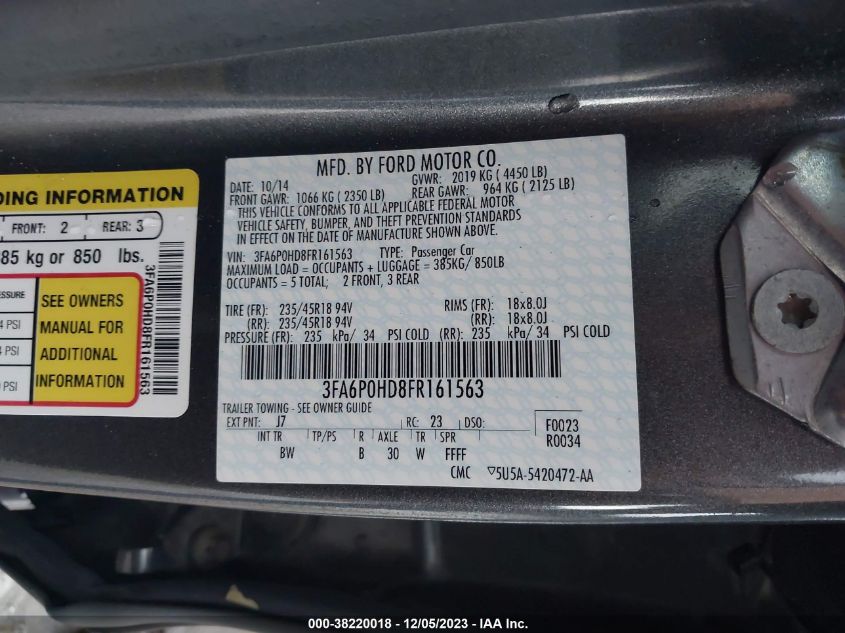 DING INFORMATION
FRONT: 2 REAR: 3
85 kg or 850 lbs.
ESSURE
4 PSI
4 PSI
PSI
SEE OWNERS
MANUAL FOR
ADDITIONAL
INFORMATION
3FA6P0HD8FR161563
MFD. BY FORD MOTOR CO.
DATE: 10/14 GVWR: 2019 KG ( 4450 LB)
FRONT GAWR: 1066 KG ( 2350 LB) REAR GAWR: 964 KG ( 2125 LB)
THIS VEHICLE CONFORMS TO ALL APPLICABLE FEDERAL MOTOR
VEHICLE SAFETY, BUMPER, AND THEFT PREVENTION STANDARDS
IN EFFECT ON THE DATE OF MANUFACTURE SHOWN ABOVE.
VIN: 3FA6P0HD8FR161563 TYPE: Passenger Car
MAXIMUM LOAD = OCCUPANTS + LUGGAGE = 385KG/ 850LB
OCCUPANTS = 5 TOTAL; 2 FRONT, 3 REAR
TIRE (FR): 235/45R18 94V RIMS (FR): 18x8.0J
(RR): 235/45R18 94V (RR): 18x8.0J
PRESSURE (FR): 235 kPa/ 34 PSI COLD (RR): 235 kPa/ 34 PSI COLD
3FA6P0HD8FR161563
TRAILER TOWING - SEE OWNER GUIDE
EXT PNT: J7 RC: 23 DSO: F0023
R0034
INT TR TP/PS R AXLE TR SPR
BW B 30 W FFFF
CMC ▽5U5A-5420472-AA
000-38220018 - 12/05/2023 - IAA Inc.